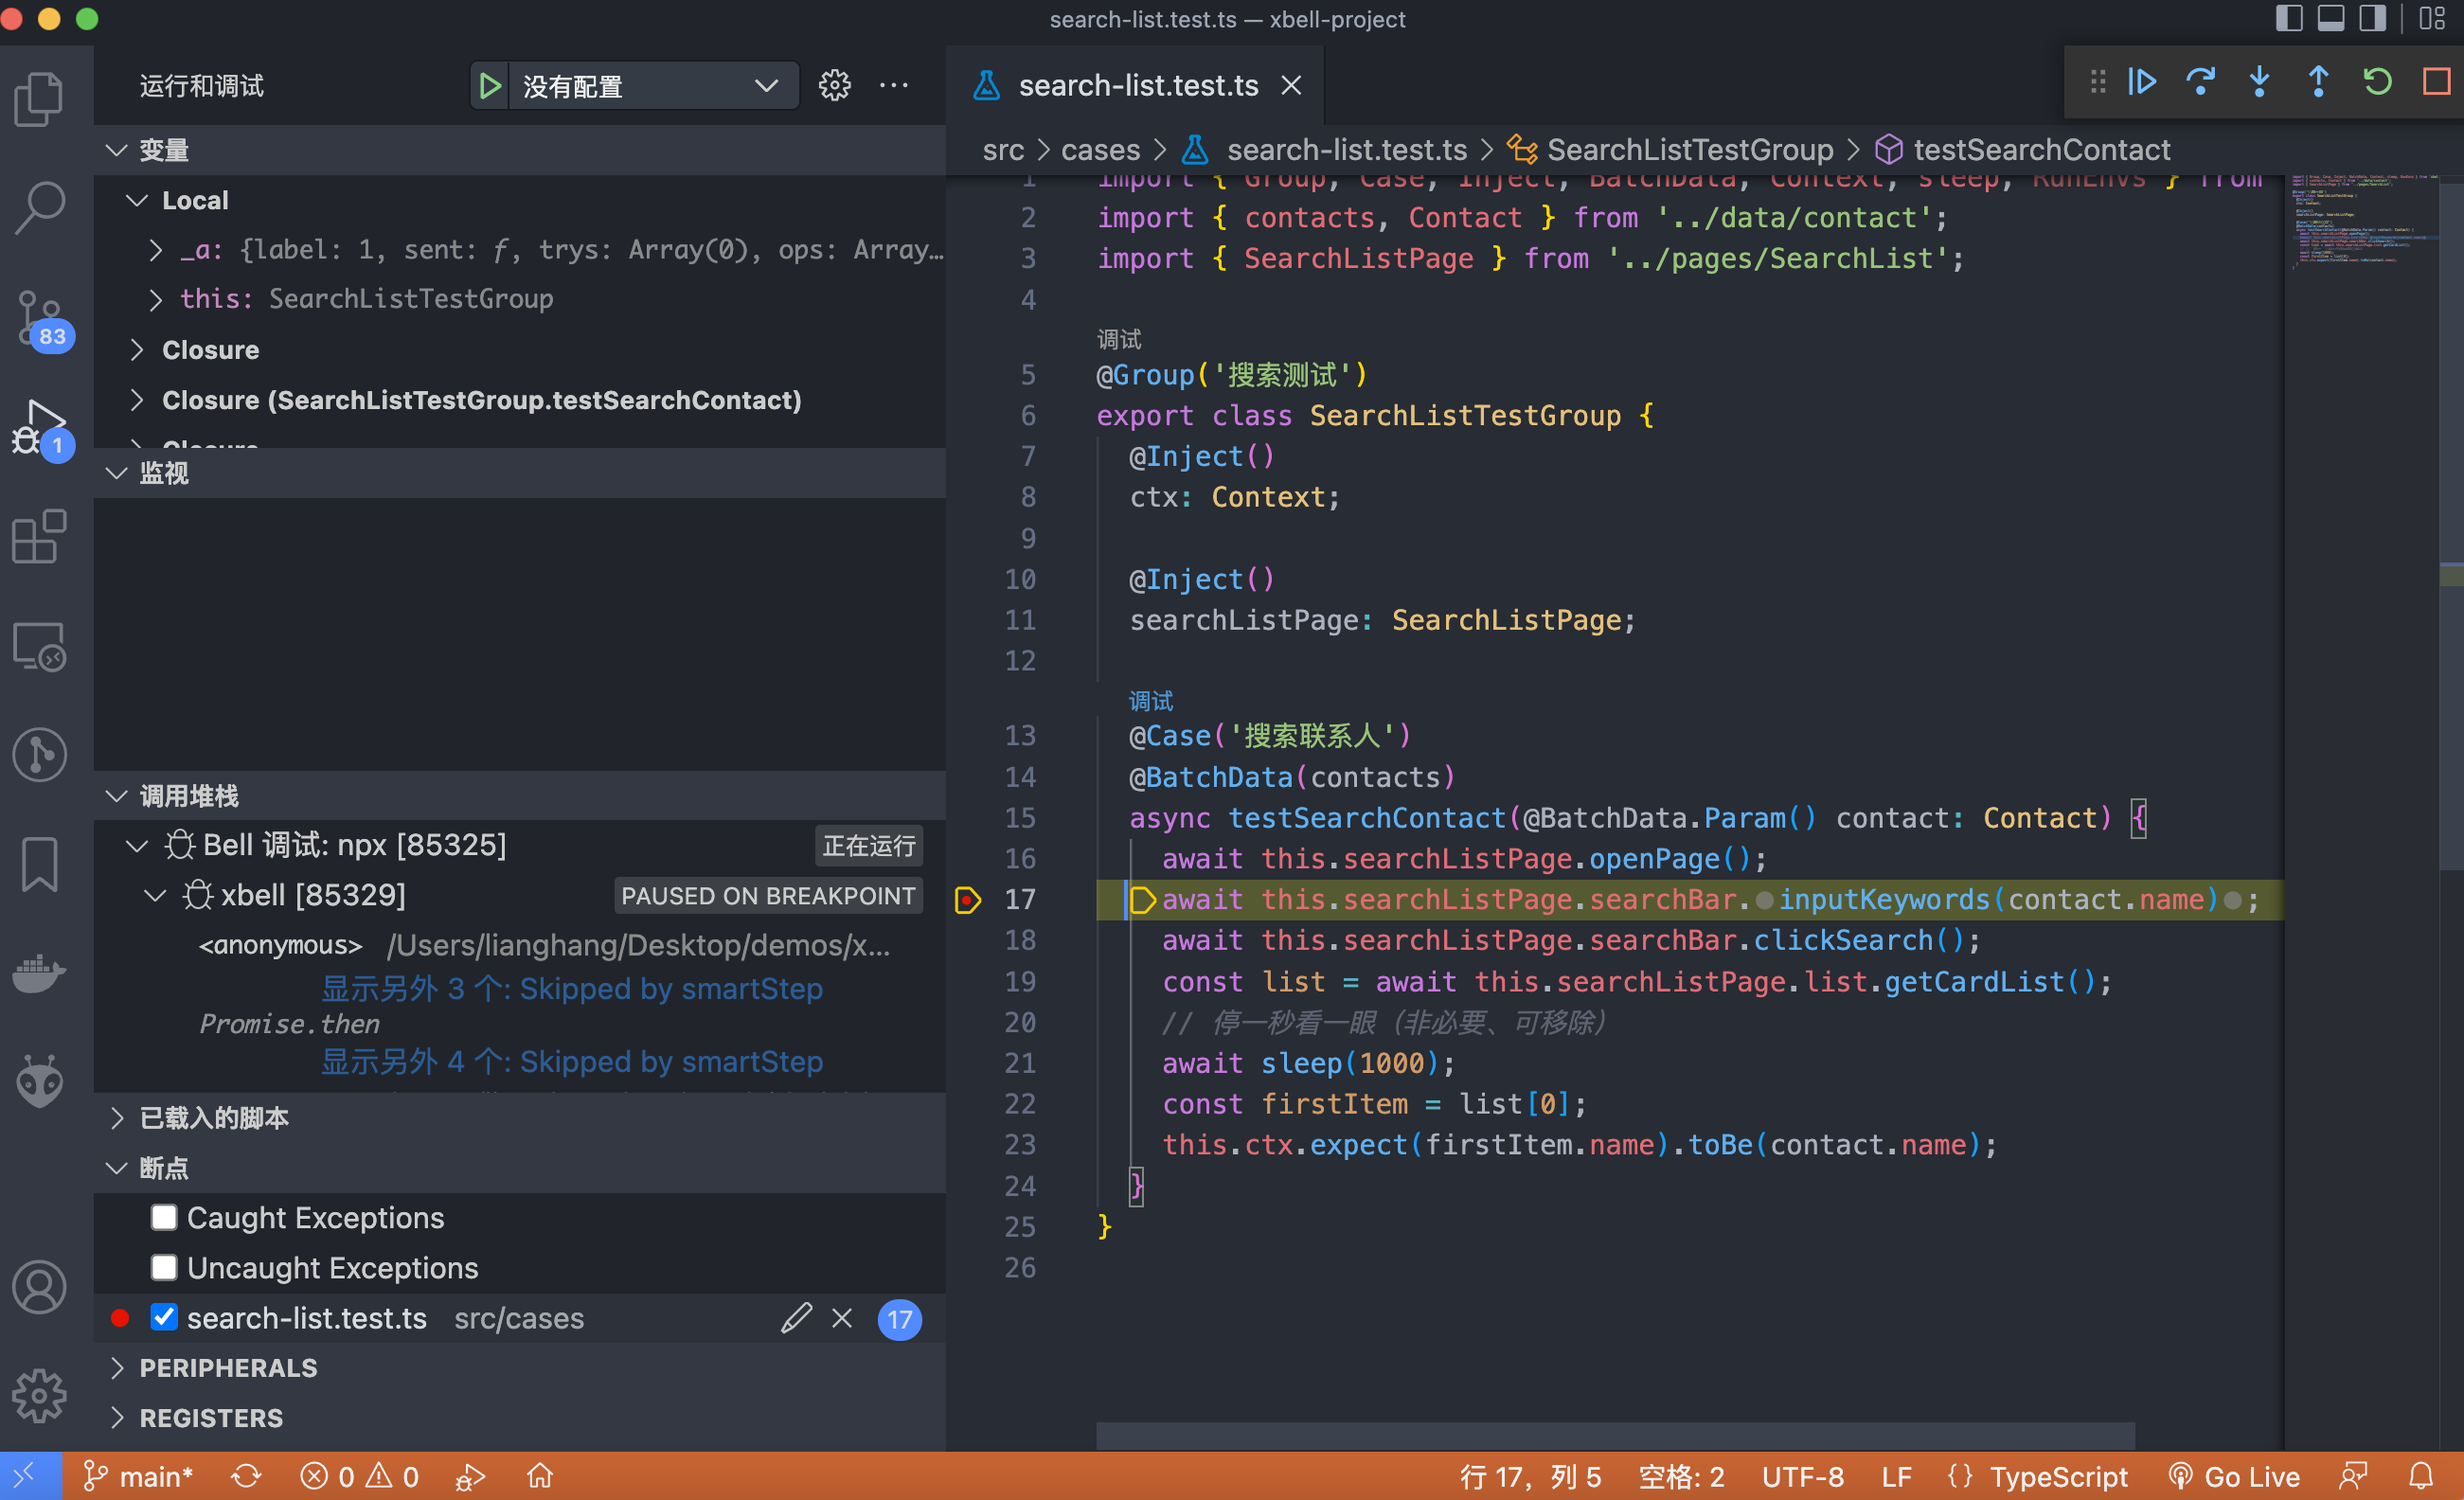 search-list.test.ts — xbell-project
运行和调试
没有配置
变量
Local
_a: {label: 1, sent: ƒ, trys: Array(0), ops: Array…
this: SearchListTestGroup
Closure
Closure (SearchListTestGroup.testSearchContact)
Closure
监视
调用堆栈
Bell 调试: npx [85325] 正在运行
xbell [85329] PAUSED ON BREAKPOINT
<anonymous> /Users/lianghang/Desktop/demos/x...
显示另外 3 个: Skipped by smartStep
Promise.then
显示另外 4 个: Skipped by smartStep
已载入的脚本
断点
Caught Exceptions
Uncaught Exceptions
search-list.test.ts src/cases 17
PERIPHERALS
REGISTERS
83
1
search-list.test.ts
src > cases > search-list.test.ts > SearchListTestGroup > testSearchContact
1 import { Group, Case, Inject, BatchData, Context, sleep, RunEnvs } from
2 import { contacts, Contact } from '../data/contact';
3 import { SearchListPage } from '../pages/SearchList';
4
调试
5 @Group('搜索测试')
6 export class SearchListTestGroup {
7 @Inject()
8 ctx: Context;
9
10 @Inject()
11 searchListPage: SearchListPage;
12
调试
13 @Case('搜索联系人')
14 @BatchData(contacts)
15 async testSearchContact(@BatchData.Param() contact: Contact) {
16 await this.searchListPage.openPage();
17 await this.searchListPage.searchBar.inputKeywords(contact.name);
18 await this.searchListPage.searchBar.clickSearch();
19 const list = await this.searchListPage.list.getCardList();
20 // 停一秒看一眼（非必要、可移除）
21 await sleep(1000);
22 const firstItem = list[0];
23 this.ctx.expect(firstItem.name).toBe(contact.name);
24 }
25 }
26
main* 0 0
行 17，列 5 空格: 2 UTF-8 LF {} TypeScript Go Live